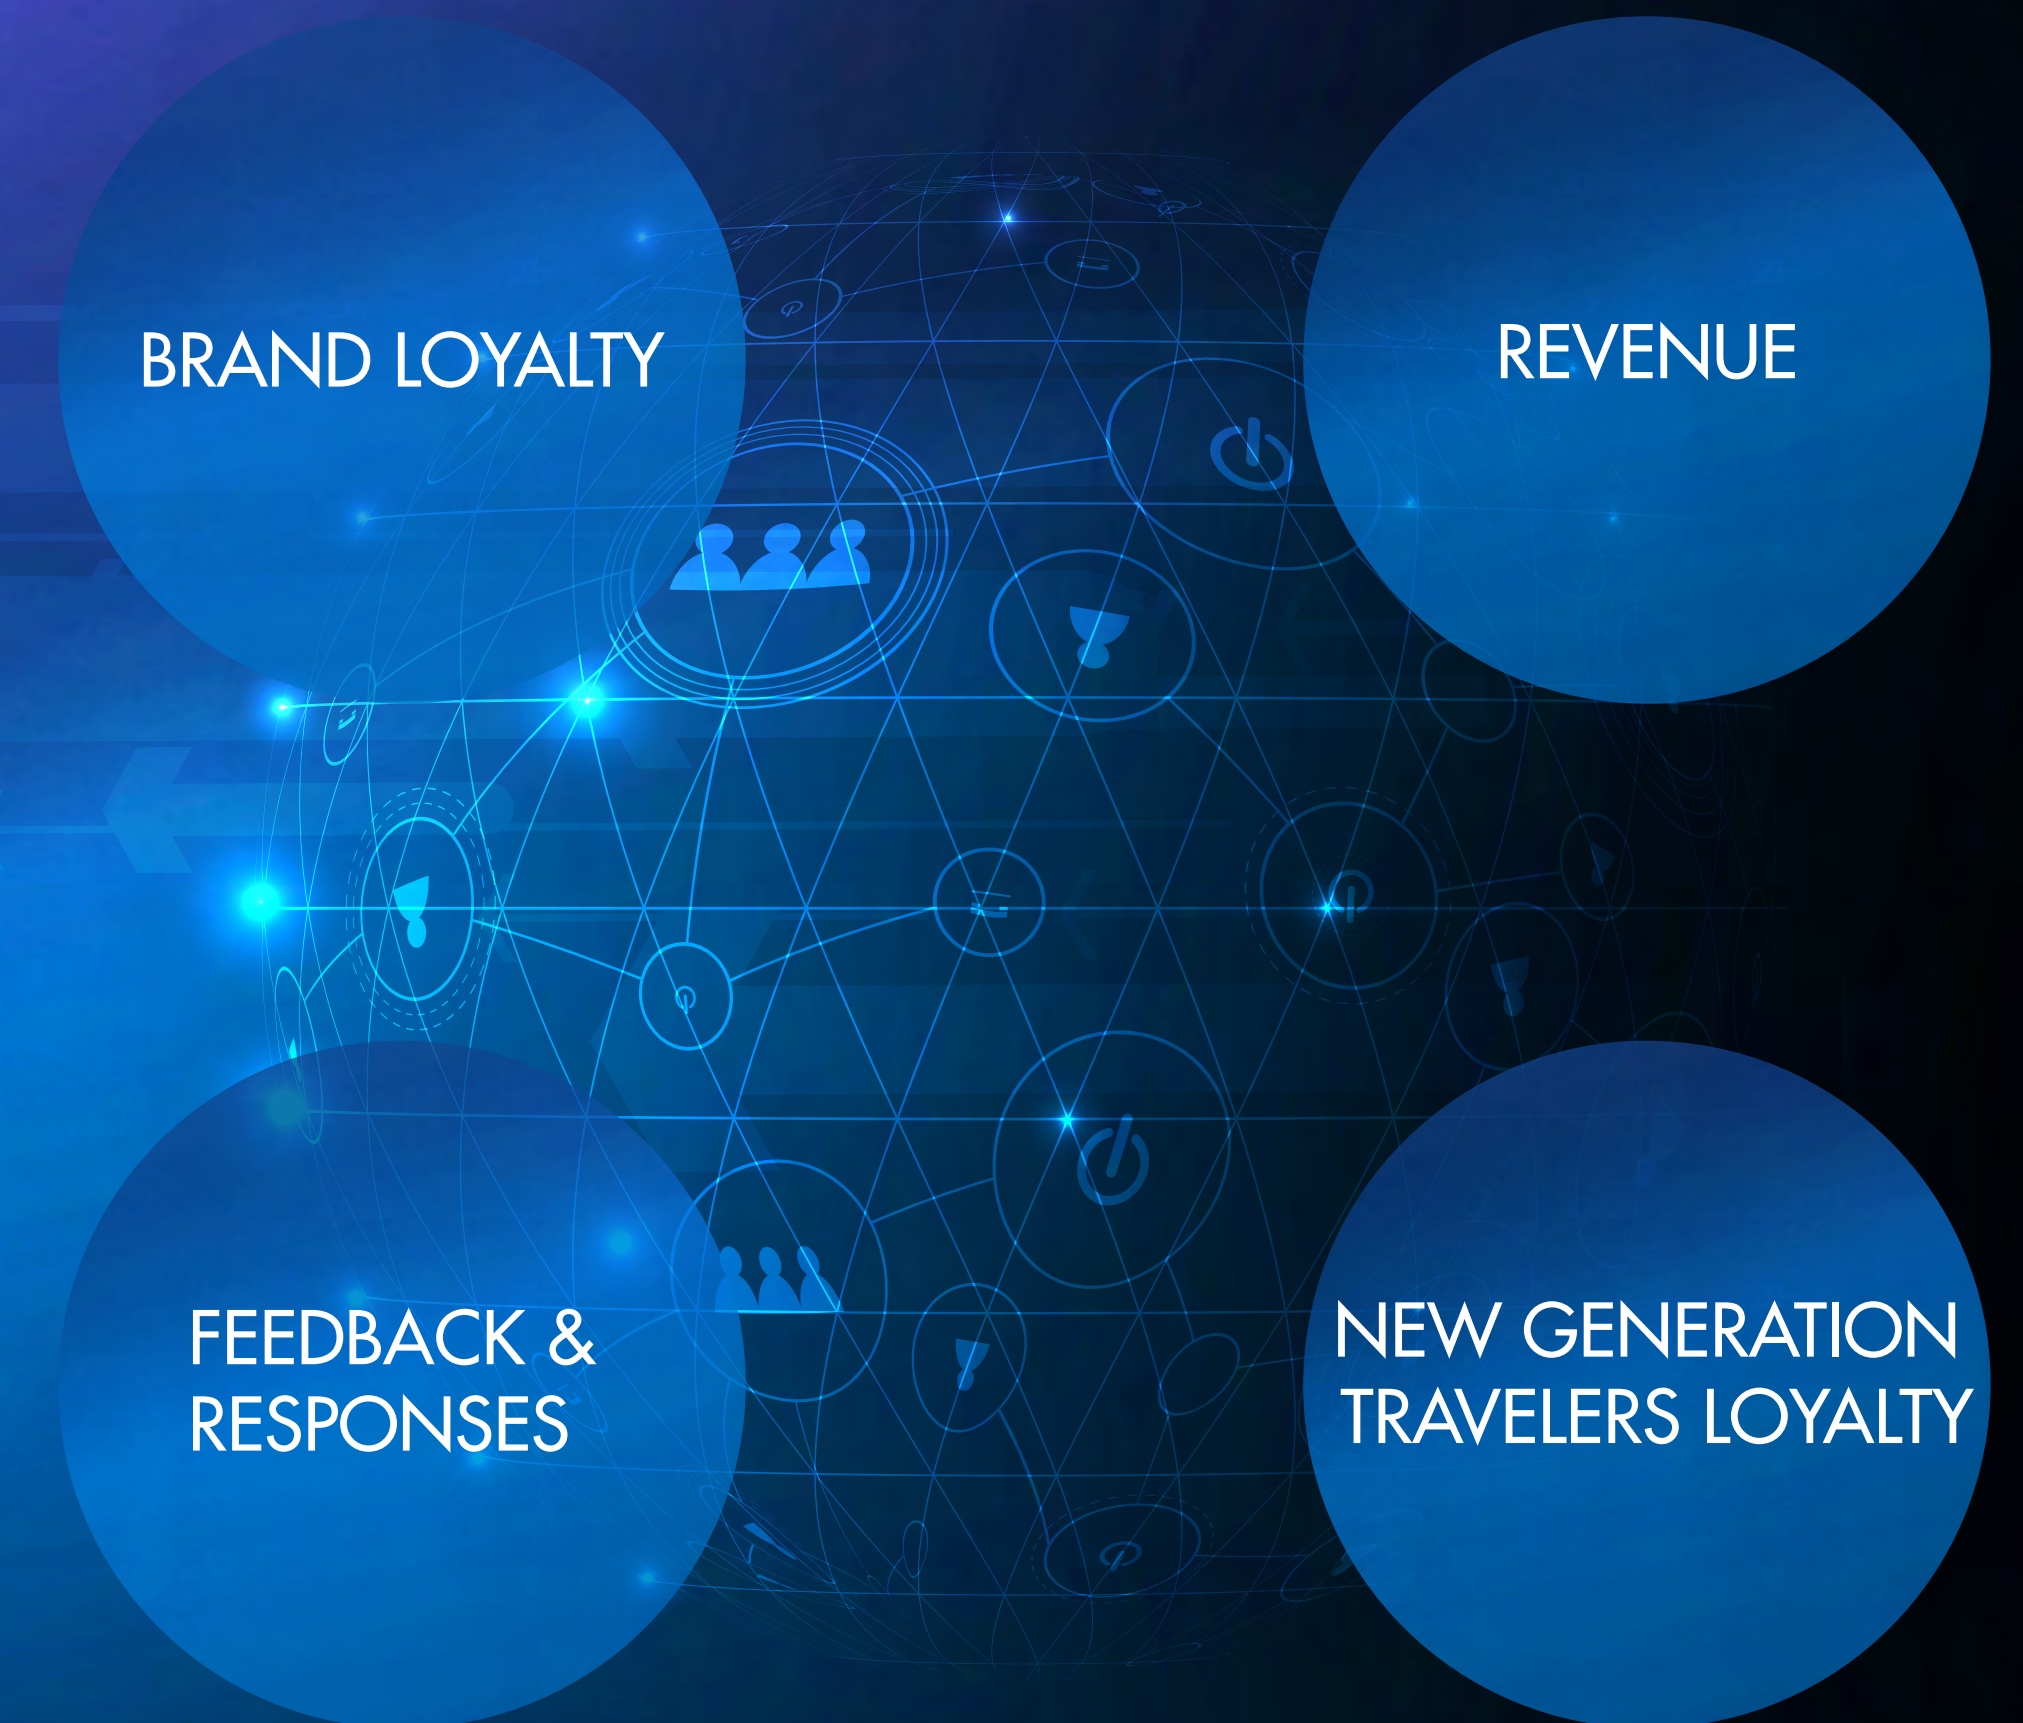 BRAND LOYALTY
REVENUE
FEEDBACK &
RESPONSES
NEW GENERATION
TRAVELERS LOYALTY